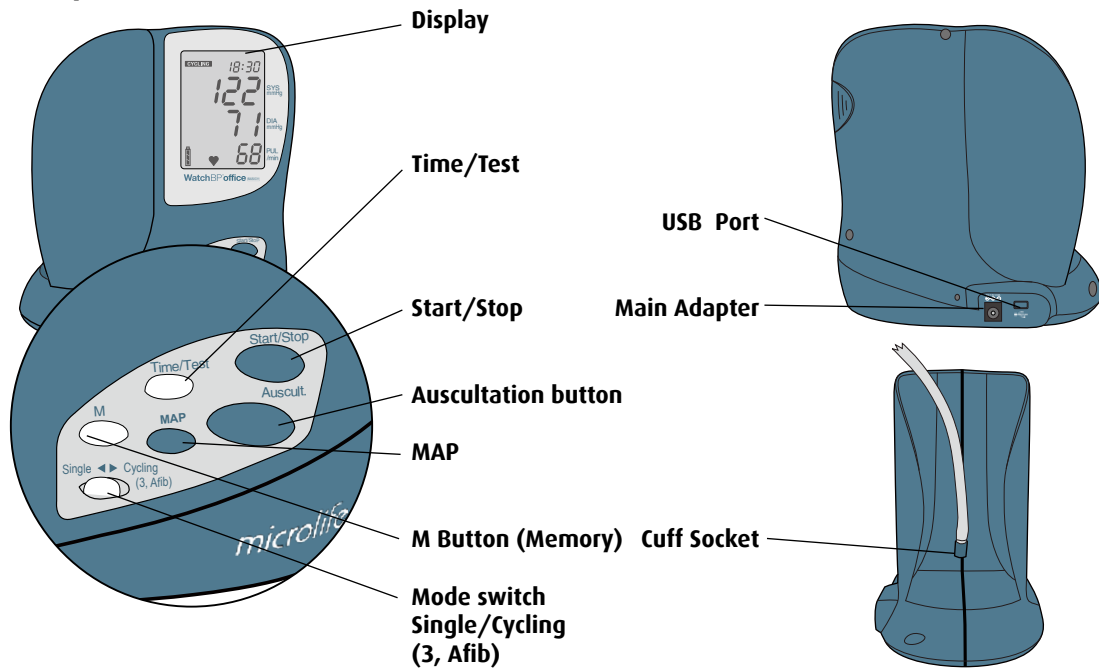 Display
CYCLING
18:30
122
SYS
mmHg
71
DIA
mmHg
68
PUL
/min
WatchBP office
Time/Test
Start/Stop
Auscultation button
MAP
M Button (Memory)
Mode switch
Single/Cycling
(3, Afib)
Start/Stop
Time/Test
Auscult.
M
MAP
Single ◀ ▶ Cycling
(3, Afib)
microlife
USB Port
Main Adapter
Cuff Socket